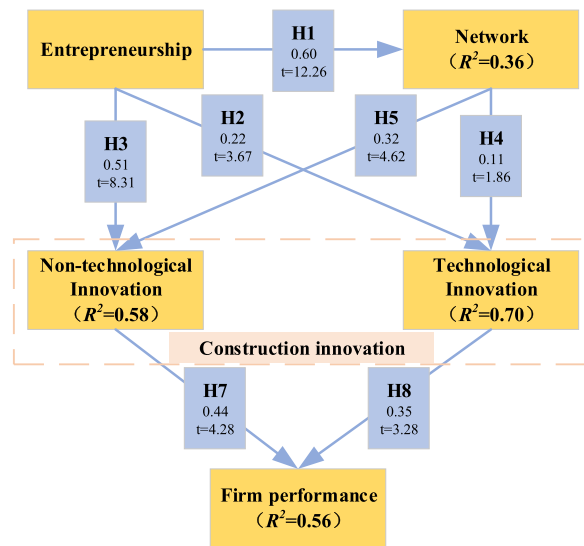 Entrepreneurship
H1
0.60
t=12.26
Network
（R²=0.36）
H3
0.51
t=8.31
H2
0.22
t=3.67
H5
0.32
t=4.62
H4
0.11
t=1.86
Non-technological
Innovation
（R²=0.58）
Technological
Innovation
（R²=0.70）
Construction innovation
H7
0.44
t=4.28
H8
0.35
t=3.28
Firm performance
（R²=0.56）